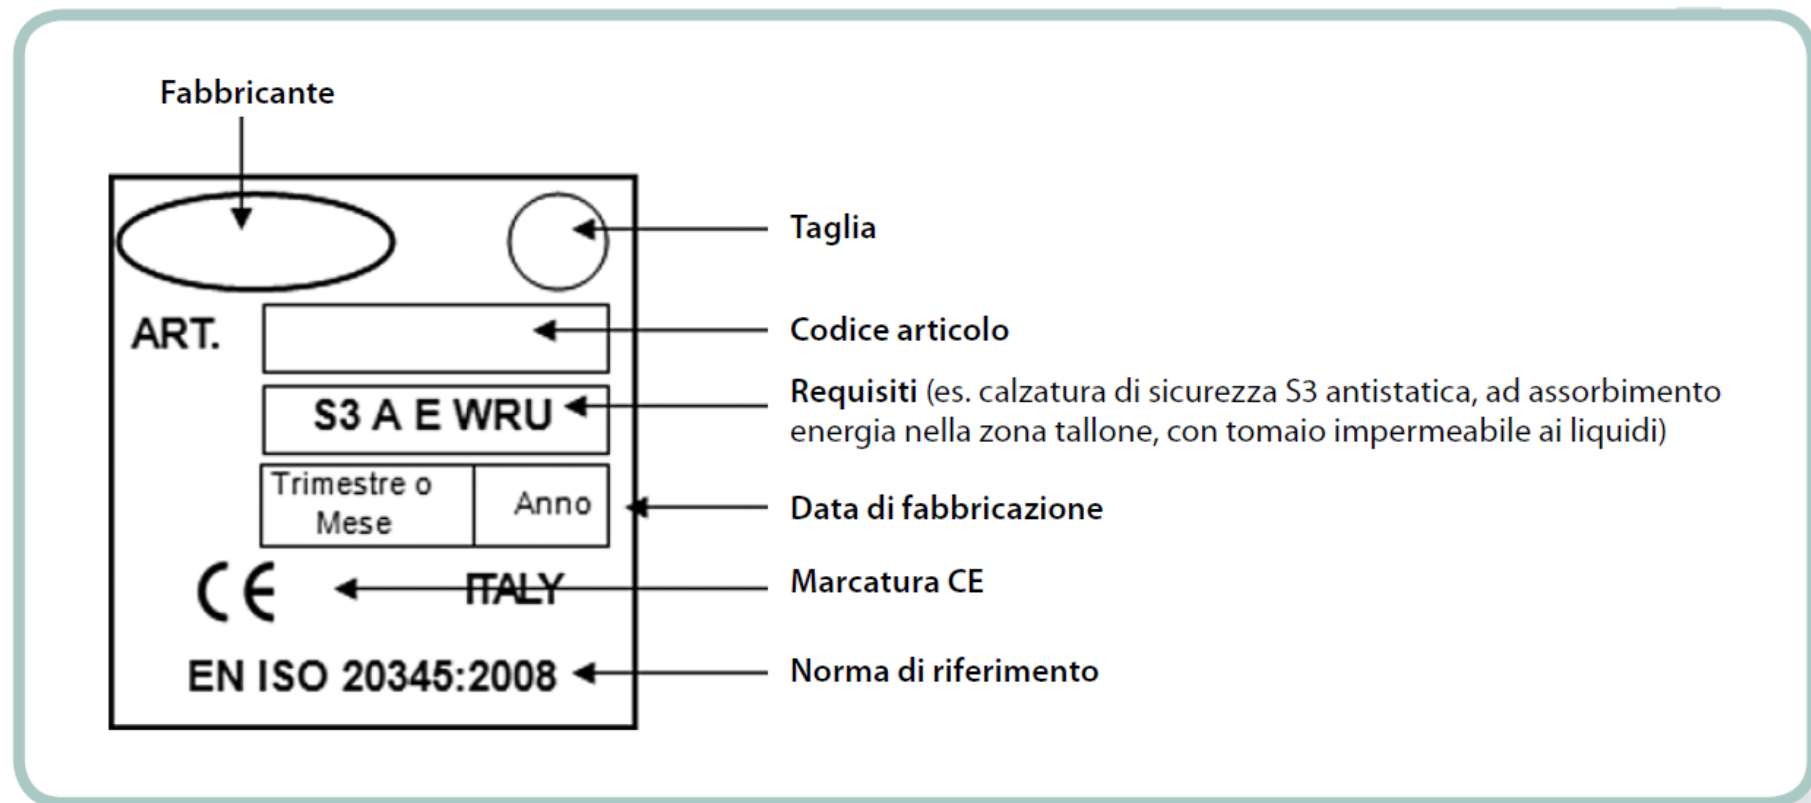 Fabbricante
Taglia
ART.
Codice articolo
S3 A E WRU
Requisiti (es. calzatura di sicurezza S3 antistatica, ad assorbimento
energia nella zona tallone, con tomaio impermeabile ai liquidi)
Trimestre o
Mese
Anno
Data di fabbricazione
CE
ITALY
Marcatura CE
EN ISO 20345:2008
Norma di riferimento